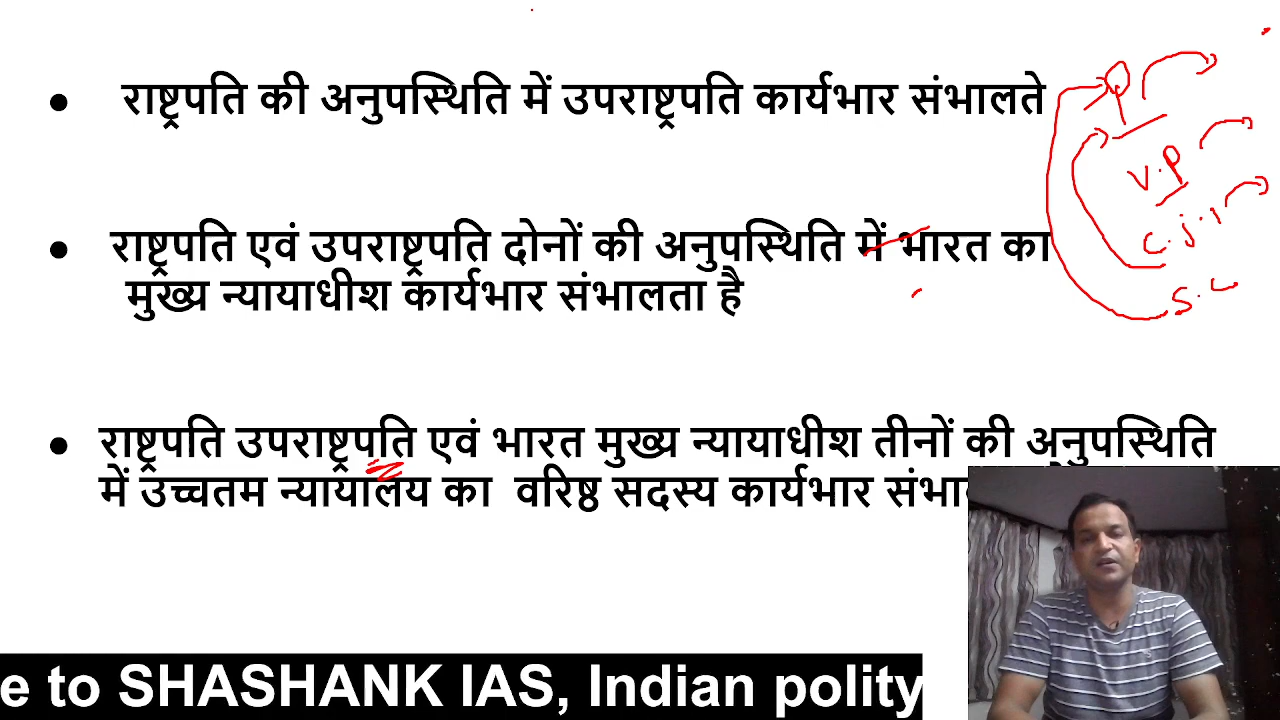 राष्ट्रपति की अनुपस्थिति में उपराष्ट्रपति कार्यभार संभालते
राष्ट्रपति एवं उपराष्ट्रपति दोनों की अनुपस्थिति में भारत का
मुख्य न्यायाधीश कार्यभार संभालता है
राष्ट्रपति उपराष्ट्रपति एवं भारत मुख्य न्यायाधीश तीनों की अनुपस्थिति
में उच्चतम न्यायालय का वरिष्ठ सदस्य कार्यभार
P
V.P
C.J.I
S.C
e to SHASHANK IAS, Indian polity